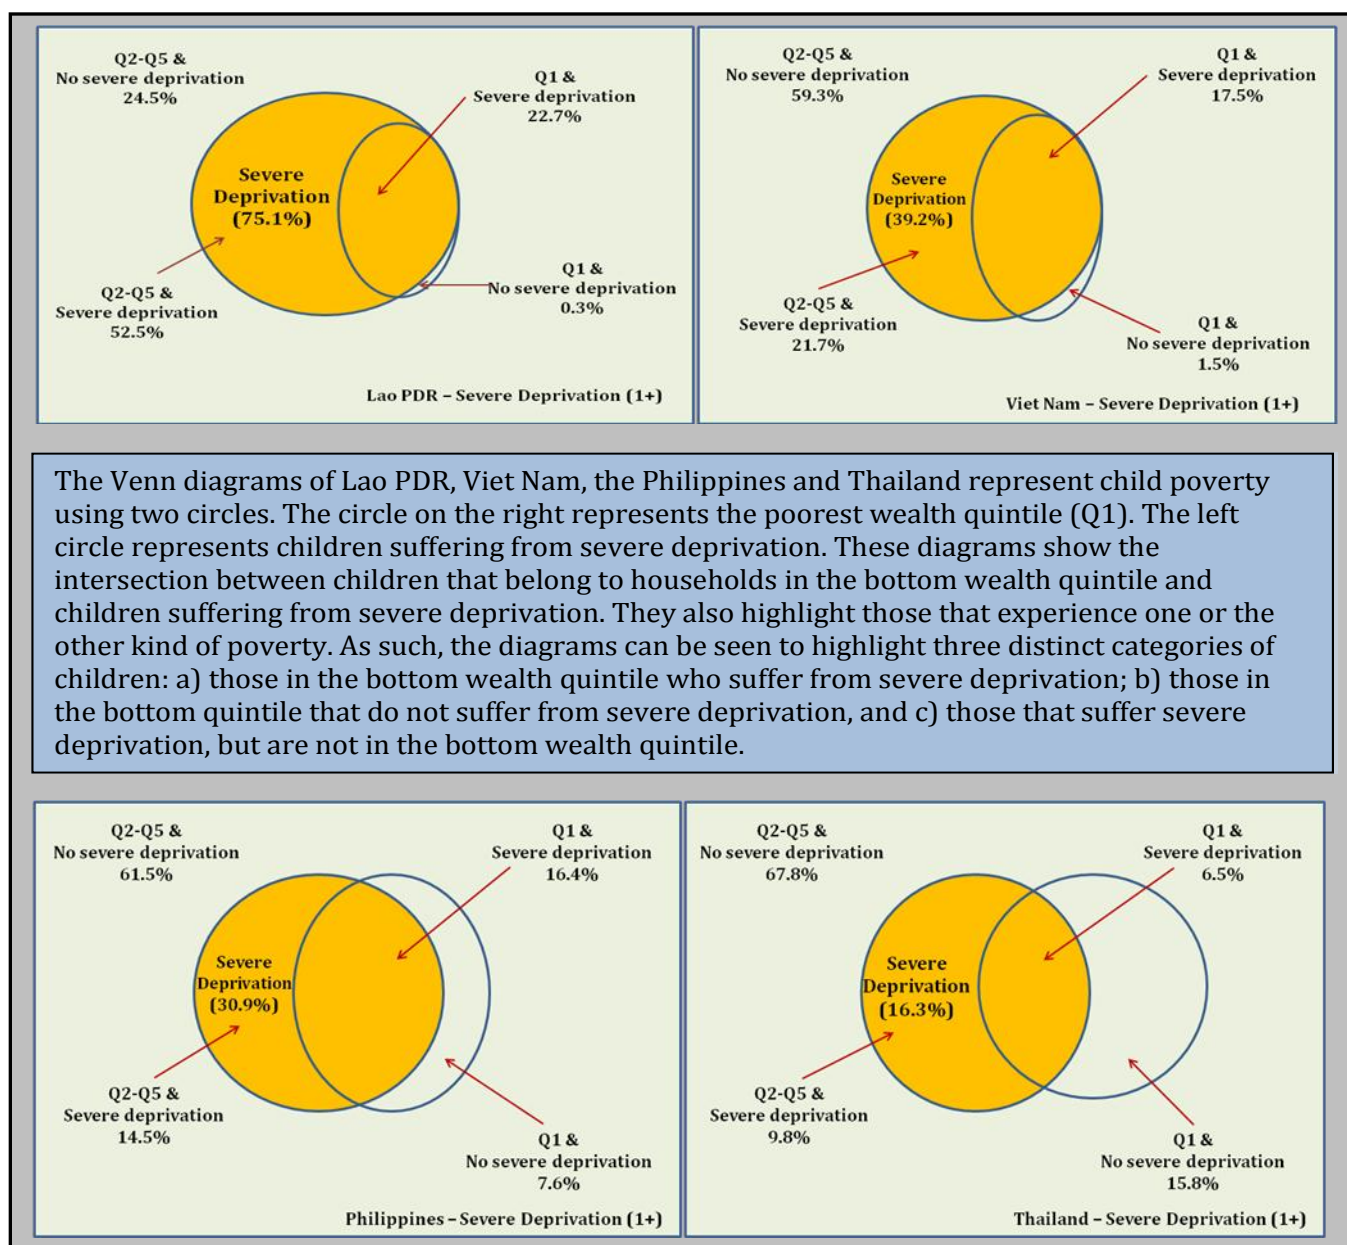 Q2-Q5 &
No severe deprivation
24.5%
Q1 &
Severe deprivation
22.7%
Severe
Deprivation
(75.1%)
Q2-Q5 &
Severe deprivation
52.5%
Q1 &
No severe deprivation
0.3%
Lao PDR – Severe Deprivation (1+)
Q2-Q5 &
No severe deprivation
59.3%
Q1 &
Severe deprivation
17.5%
Severe
Deprivation
(39.2%)
Q2-Q5 &
Severe deprivation
21.7%
Q1 &
No severe deprivation
1.5%
Viet Nam – Severe Deprivation (1+)
The Venn diagrams of Lao PDR, Viet Nam, the Philippines and Thailand represent child poverty
using two circles. The circle on the right represents the poorest wealth quintile (Q1). The left
circle represents children suffering from severe deprivation. These diagrams show the
intersection between children that belong to households in the bottom wealth quintile and
children suffering from severe deprivation. They also highlight those that experience one or the
other kind of poverty. As such, the diagrams can be seen to highlight three distinct categories of
children: a) those in the bottom wealth quintile who suffer from severe deprivation; b) those in
the bottom quintile that do not suffer from severe deprivation, and c) those that suffer severe
deprivation, but are not in the bottom wealth quintile.
Q2-Q5 &
No severe deprivation
61.5%
Q1 &
Severe deprivation
16.4%
Severe
Deprivation
(30.9%)
Q2-Q5 &
Severe deprivation
14.5%
Q1 &
No severe deprivation
7.6%
Philippines – Severe Deprivation (1+)
Q2-Q5 &
No severe deprivation
67.8%
Q1 &
Severe deprivation
6.5%
Severe
Deprivation
(16.3%)
Q2-Q5 &
Severe deprivation
9.8%
Q1 &
No severe deprivation
15.8%
Thailand – Severe Deprivation (1+)